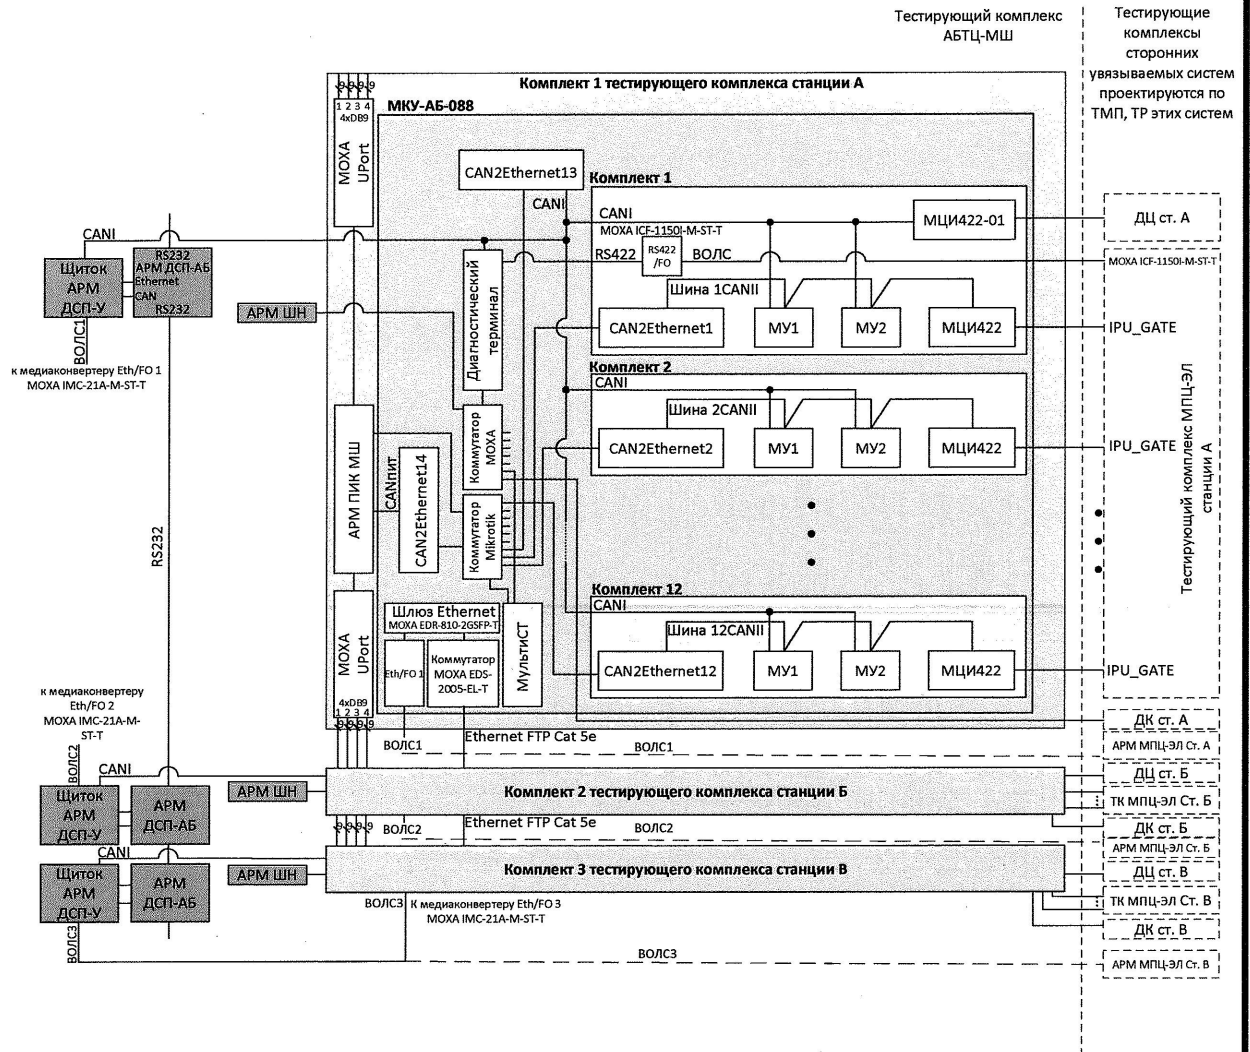 Тестирующий комплекс
АБТЦ-МШ
Тестирующие
комплексы
сторонних
увязываемых систем
проектируются по
ТМП, ТР этих систем
Комплект 1 тестирующего комплекса станции А
9 9 9 9
1 2 3 4
4xDB9
MOXA
UPort
МКУ-АБ-088
CAN2Ethernet13
CANI
Комплект 1
CANI
MOXA ICF-1150I-M-ST-T
МЦИ422-01
ДЦ ст. А
RS422
RS422
/FO
ВОЛС
MOXA ICF-1150I-M-ST-T
Шина 1CANII
CAN2Ethernet1
МУ1
МУ2
МЦИ422
IPU_GATE
CANI
Щиток
АРМ
ДСП-У
RS232
АРМ ДСП-АБ
Ethernet
CAN
RS232
АРМ ШН
Диагностический
терминал
ВОЛС1
к медиаконвертеру Eth/FO 1
MOXA IMC-21A-M-ST-T
Комплект 2
CANI
Шина 2CANII
CAN2Ethernet2
МУ1
МУ2
МЦИ422
IPU_GATE
Тестирующий комплекс МПЦ-ЭЛ
станции А
Коммутатор
MOXA
АРМ ПИК МШ
CANпит
CAN2Ethernet14
Коммутатор
Mikrotik
RS232
Комплект 12
CANI
Шина 12CANII
CAN2Ethernet12
МУ1
МУ2
МЦИ422
IPU_GATE
Шлюз Ethernet
MOXA EDR-810-2GSFP-T
Eth/FO 1
Коммутатор
MOXA EDS-
2005-EL-T
МультиСТ
MOXA
UPort
4xDB9
1 2 3 4
9 9 9 9
к медиаконвертеру
Eth/FO 2
MOXA IMC-21A-M-
ST-T
ВОЛС2
ДК ст. А
Ethernet FTP Cat 5e
ВОЛС1
ВОЛС1
АРМ МПЦ-ЭЛ Ст. А
CANI
Щиток
АРМ
ДСП-У
АРМ
ДСП-АБ
АРМ ШН
Комплект 2 тестирующего комплекса станции Б
ДЦ ст. Б
ТК МПЦ-ЭЛ Ст. Б
9 9 9 9
Ethernet FTP Cat 5e
ВОЛС2
ВОЛС2
ДК ст. Б
АРМ МПЦ-ЭЛ Ст. Б
CANI
Щиток
АРМ
ДСП-У
АРМ
ДСП-АБ
АРМ ШН
Комплект 3 тестирующего комплекса станции В
ДЦ ст. В
ТК МПЦ-ЭЛ Ст. В
ВОЛС3
К медиаконвертеру Eth/FO 3
MOXA IMC-21A-M-ST-T
ДК ст. В
ВОЛС3
ВОЛС3
АРМ МПЦ-ЭЛ Ст. В